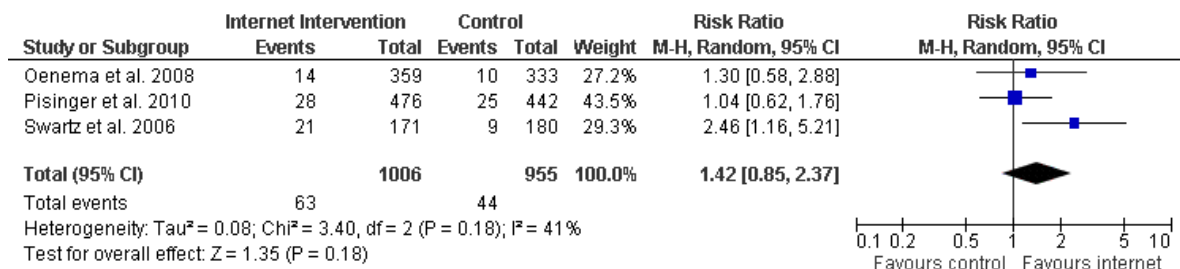 Internet Intervention Control Risk Ratio Risk Ratio
Study or Subgroup Events Total Events Total Weight M-H, Random, 95% CI M-H, Random, 95% CI
Oenema et al. 2008 14 359 10 333 27.2% 1.30 [0.58, 2.88]
Pisinger et al. 2010 28 476 25 442 43.5% 1.04 [0.62, 1.76]
Swartz et al. 2006 21 171 9 180 29.3% 2.46 [1.16, 5.21]
Total (95% CI) 1006 955 100.0% 1.42 [0.85, 2.37]
Total events 63 44
Heterogeneity: Tau² = 0.08; Chi² = 3.40, df = 2 (P = 0.18); I² = 41%
Test for overall effect: Z = 1.35 (P = 0.18)
0.1 0.2 0.5 1 2 5 10
Favours control Favours internet